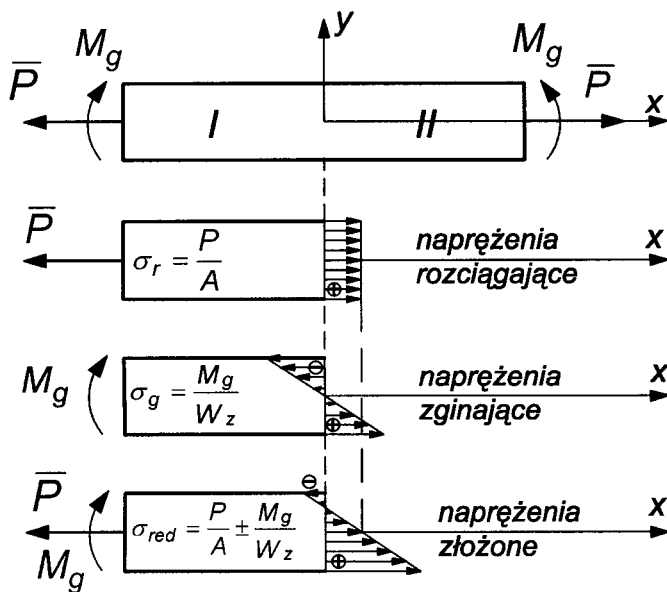 y
M_g M_g
P̅ I II P̅ x
P̅ σ_r = P/A ⊕ naprężenia rozciągające x
M_g σ_g = M_g/W_z ⊖ ⊕ naprężenia zginające x
P̅ M_g σ_red = P/A ± M_g/W_z ⊖ ⊕ naprężenia złożone x